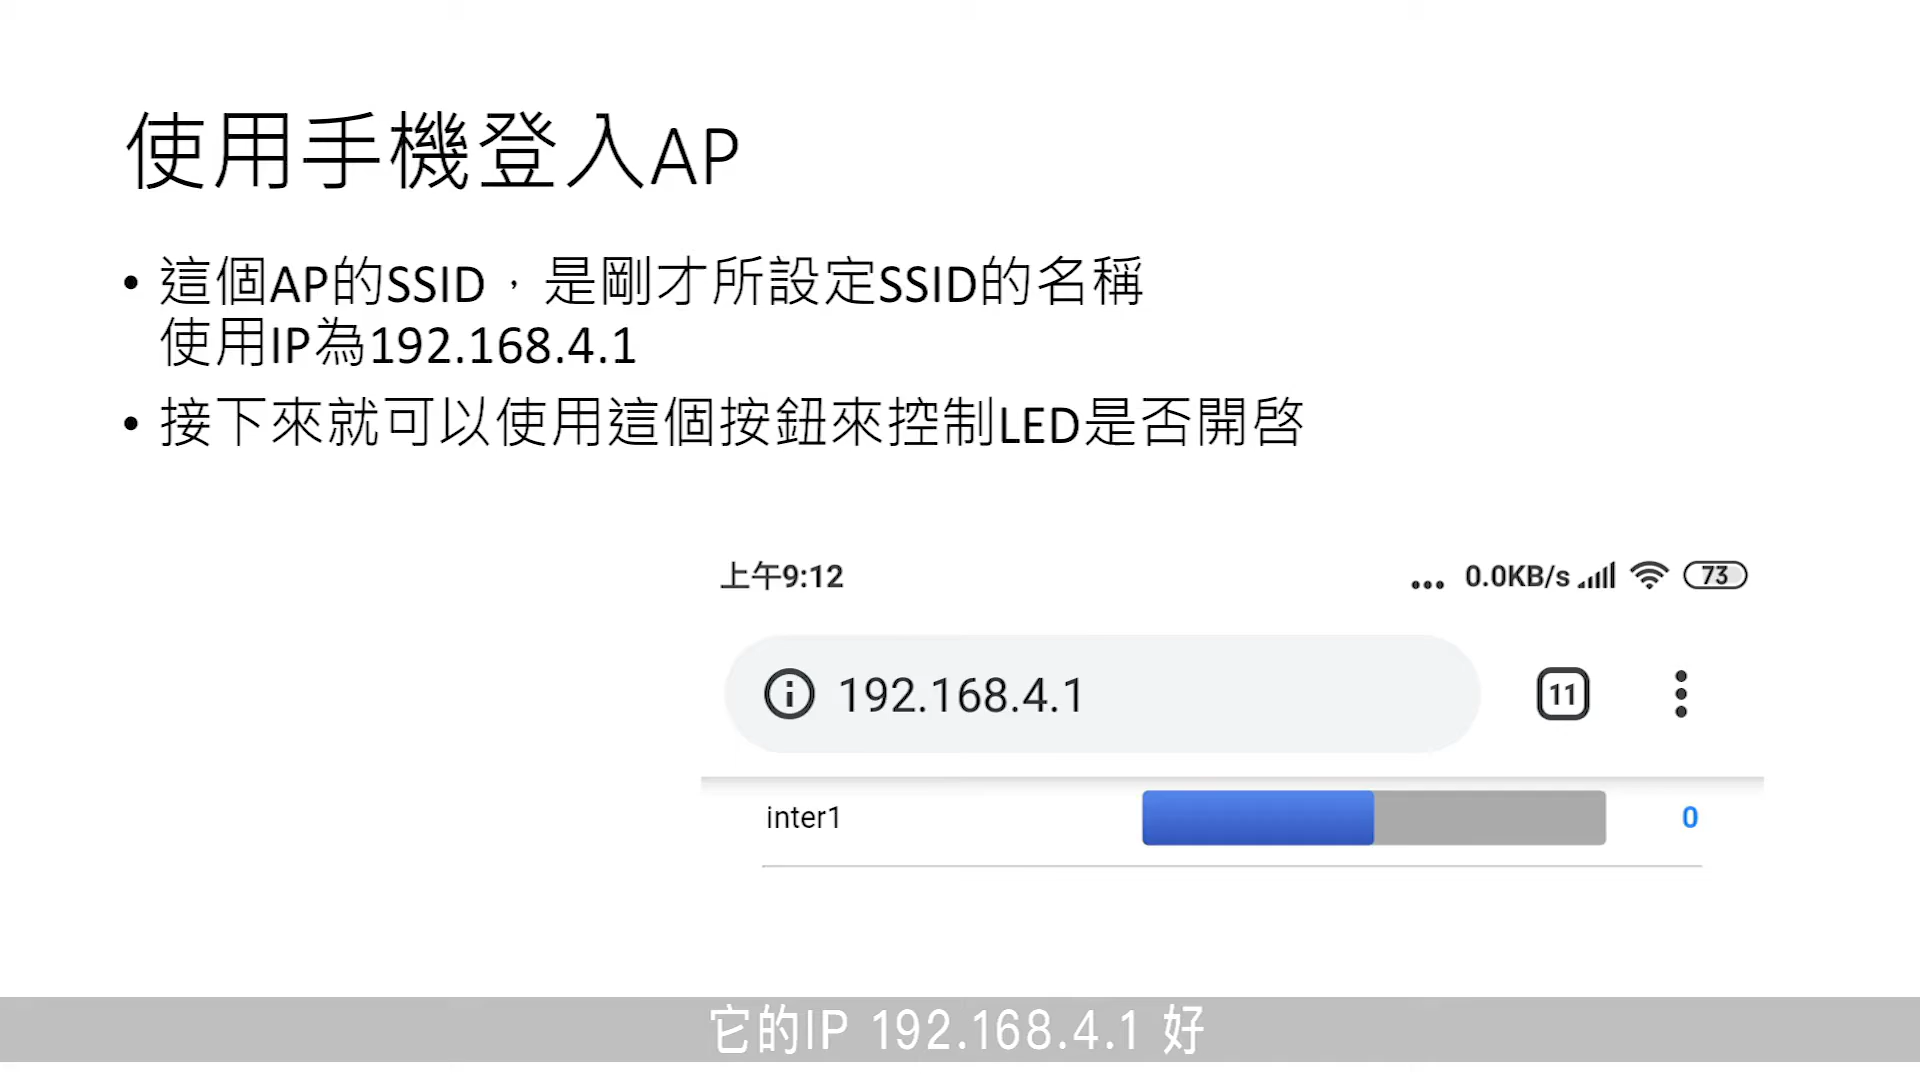 使用手機登入AP
• 這個AP的SSID，是剛才所設定SSID的名稱
使用IP為192.168.4.1
• 接下來就可以使用這個按鈕來控制LED是否開啓
上午9:12 ... 0.0KB/s 73
192.168.4.1 11
inter1 0
它的IP 192.168.4.1 好